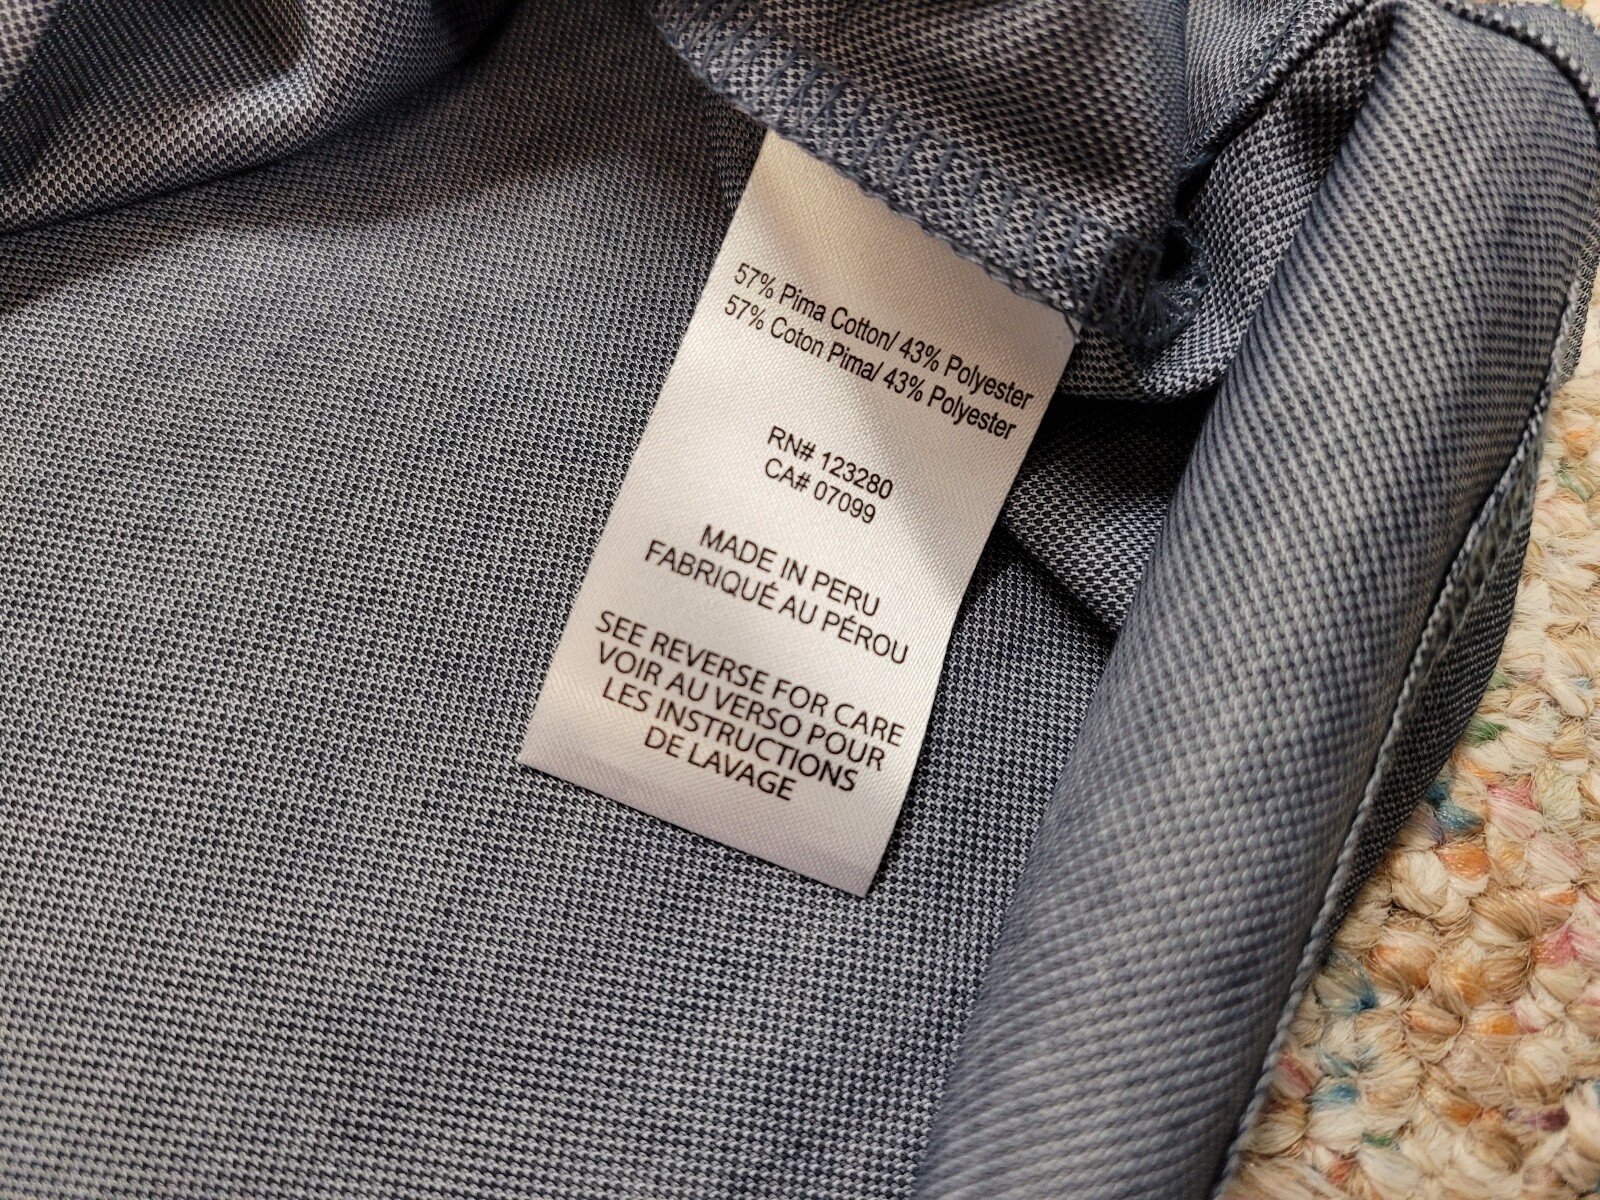 57% Pima Cotton/ 43% Polyester
57% Coton Pima/ 43% Polyester
RN# 123280
CA# 07099
MADE IN PERU
FABRIQUÉ AU PÉROU
SEE REVERSE FOR CARE
VOIR AU VERSO POUR
LES INSTRUCTIONS
DE LAVAGE